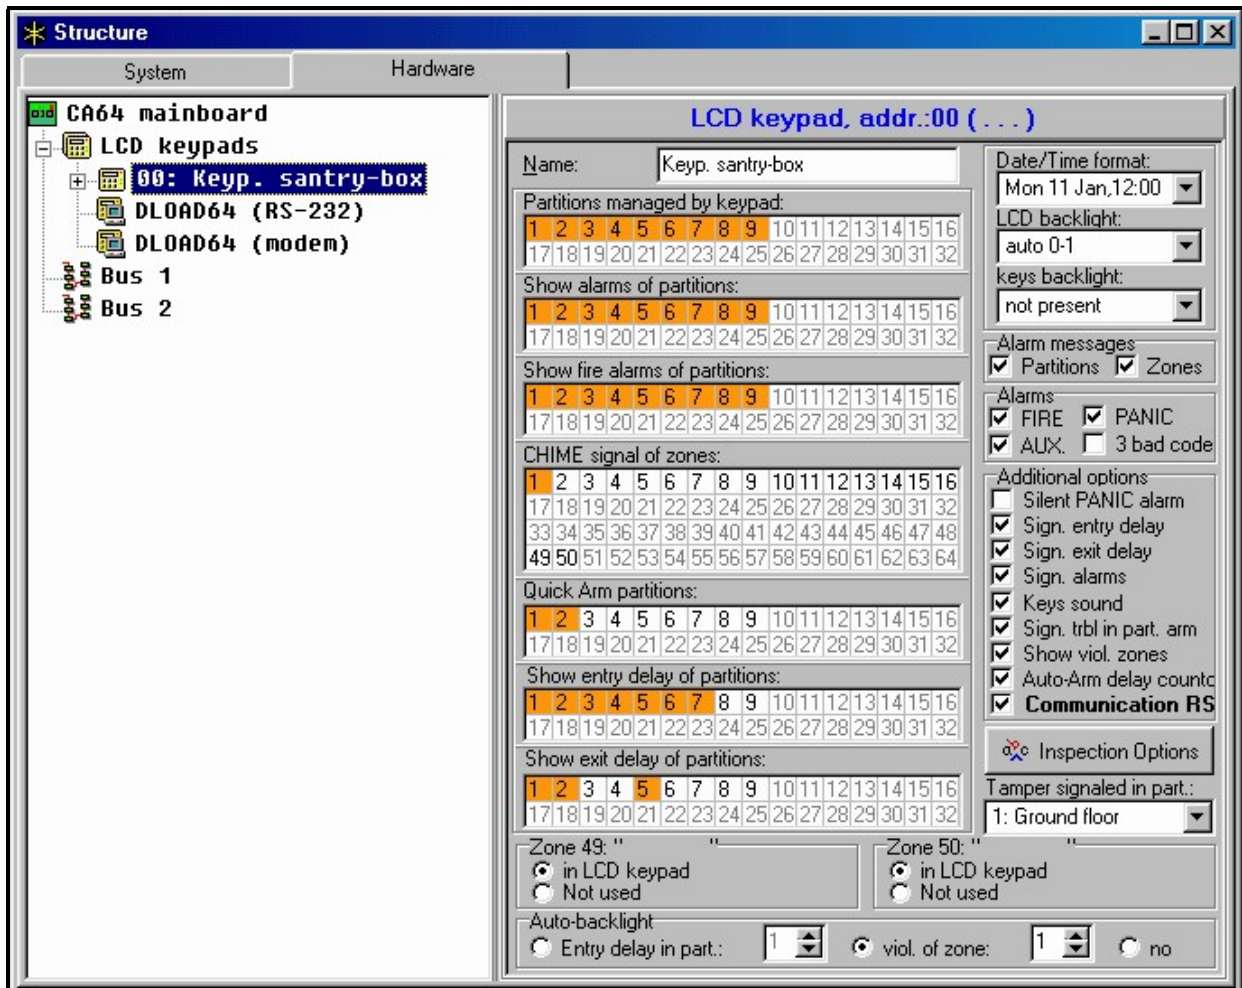 Structure
System Hardware
CA64 mainboard
LCD keypads
00: Keyp. santry-box
DLOAD64 (RS-232)
DLOAD64 (modem)
Bus 1
Bus 2
LCD keypad, addr.:00 ( . . . )
Name: Keyp. santry-box
Partitions managed by keypad:
1 2 3 4 5 6 7 8 9 10 11 12 13 14 15 16
17 18 19 20 21 22 23 24 25 26 27 28 29 30 31 32
Show alarms of partitions:
1 2 3 4 5 6 7 8 9 10 11 12 13 14 15 16
17 18 19 20 21 22 23 24 25 26 27 28 29 30 31 32
Show fire alarms of partitions:
1 2 3 4 5 6 7 8 9 10 11 12 13 14 15 16
17 18 19 20 21 22 23 24 25 26 27 28 29 30 31 32
CHIME signal of zones:
1 2 3 4 5 6 7 8 9 10 11 12 13 14 15 16
17 18 19 20 21 22 23 24 25 26 27 28 29 30 31 32
33 34 35 36 37 38 39 40 41 42 43 44 45 46 47 48
49 50 51 52 53 54 55 56 57 58 59 60 61 62 63 64
Quick Arm partitions:
1 2 3 4 5 6 7 8 9 10 11 12 13 14 15 16
17 18 19 20 21 22 23 24 25 26 27 28 29 30 31 32
Show entry delay of partitions:
1 2 3 4 5 6 7 8 9 10 11 12 13 14 15 16
17 18 19 20 21 22 23 24 25 26 27 28 29 30 31 32
Show exit delay of partitions:
1 2 3 4 5 6 7 8 9 10 11 12 13 14 15 16
17 18 19 20 21 22 23 24 25 26 27 28 29 30 31 32
Date/Time format:
Mon 11 Jan,12:00
LCD backlight:
auto 0-1
keys backlight:
not present
Alarm messages
Partitions Zones
Alarms
FIRE PANIC
AUX. 3 bad code
Additional options
Silent PANIC alarm
Sign. entry delay
Sign. exit delay
Sign. alarms
Keys sound
Sign. trbl in part. arm
Show viol. zones
Auto-Arm delay countc
Communication RS
Inspection Options
Tamper signaled in part.:
1: Ground floor
Zone 49: " "
in LCD keypad
Not used
Zone 50: " "
in LCD keypad
Not used
Auto-backlight
Entry delay in part.: 1 viol. of zone: 1 no